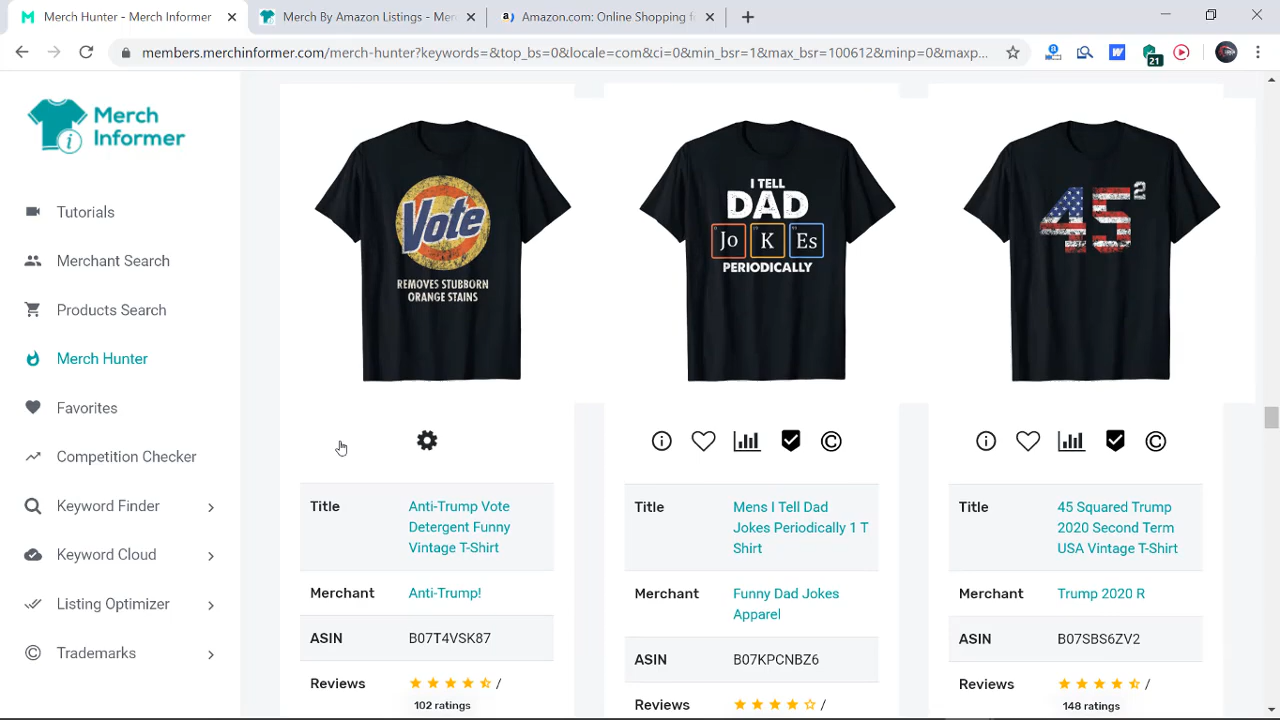 Merch Hunter - Merch Informer
Merch By Amazon Listings - Mer
Amazon.com: Online Shopping f
members.merchinformer.com/merch-hunter?keywords=&top_bs=0&locale=com&ci=0&min_bsr=1&max_bsr=100612&minp=0&maxp...
21
Merch
Informer
Tutorials
Merchant Search
Products Search
Merch Hunter
Favorites
Competition Checker
Keyword Finder
Keyword Cloud
Listing Optimizer
Trademarks
Vote
REMOVES STUBBORN
ORANGE STAINS
Title
Anti-Trump Vote
Detergent Funny
Vintage T-Shirt
Merchant
Anti-Trump!
ASIN
B07T4VSK87
Reviews
/
102 ratings
I TELL
DAD
Jo K Es
PERIODICALLY
Title
Mens I Tell Dad
Jokes Periodically 1 T
Shirt
Merchant
Funny Dad Jokes
Apparel
ASIN
B07KPCNBZ6
Reviews
/
45²
Title
45 Squared Trump
2020 Second Term
USA Vintage T-Shirt
Merchant
Trump 2020 R
ASIN
B07SBS6ZV2
Reviews
/
148 ratings